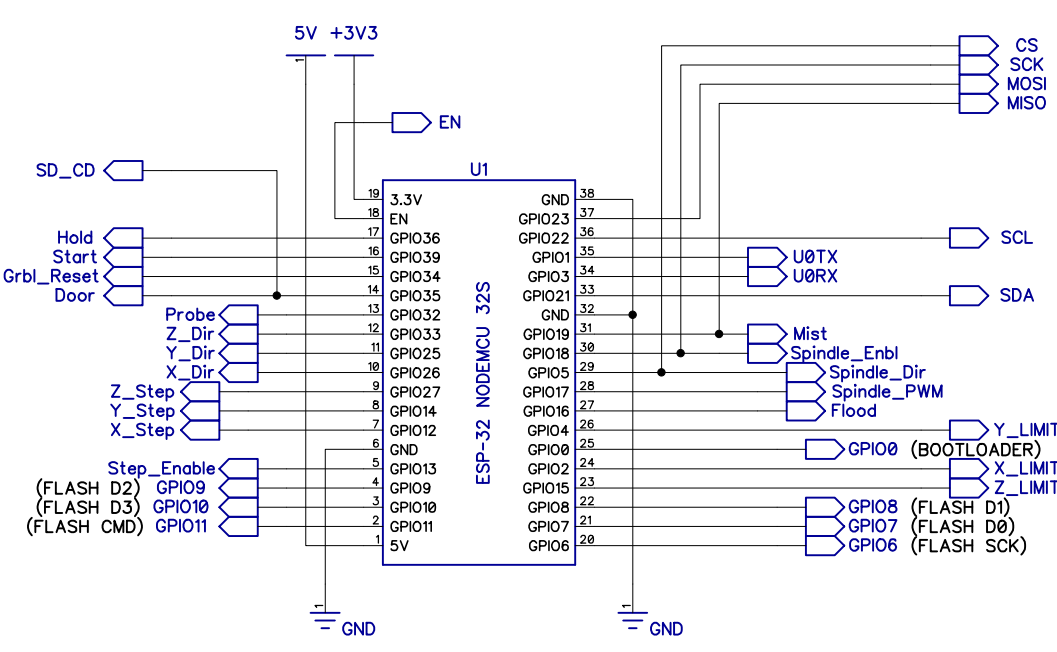 5V +3V3
1
CS
SCK
MOSI
MISO
EN
SD_CD
U1
19 3.3V GND 38
18 EN GPIO23 37
Hold 17 GPIO36 GPIO22 36 SCL
Start 16 GPIO39 GPIO1 35 U0TX
Grbl_Reset 15 GPIO34 GPIO3 34 U0RX
Door 14 GPIO35 GPIO21 33 SDA
Probe 13 GPIO32 GND 32
Z_Dir 12 GPIO33 GPIO19 31 Mist
Y_Dir 11 GPIO25 GPIO18 30 Spindle_Enbl
X_Dir 10 GPIO26 GPIO5 29 Spindle_Dir
Z_Step 9 GPIO27 GPIO17 28 Spindle_PWM
Y_Step 8 GPIO14 GPIO16 27 Flood
X_Step 7 GPIO12 GPIO4 26 Y_LIMIT
6 GND GPIO0 25 GPIO0 (BOOTLOADER)
Step_Enable 5 GPIO13 GPIO2 24 X_LIMIT
(FLASH D2) GPIO9 4 GPIO9 GPIO15 23 Z_LIMIT
(FLASH D3) GPIO10 3 GPIO10 GPIO8 22 GPIO8 (FLASH D1)
(FLASH CMD) GPIO11 2 GPIO11 GPIO7 21 GPIO7 (FLASH D0)
1 5V GPIO6 20 GPIO6 (FLASH SCK)
ESP-32 NODEMCU 32S
1 GND
1 GND